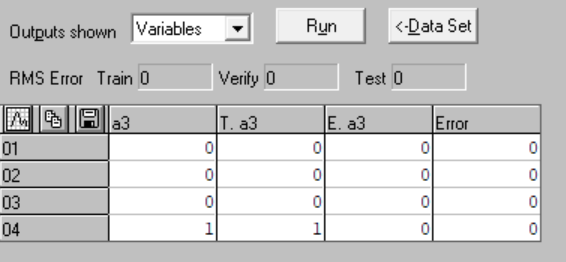 Outputs shown Variables Run <-Data Set
RMS Error Train 0 Verify 0 Test 0
a3 T. a3 E. a3 Error
01 0 0 0 0
02 0 0 0 0
03 0 0 0 0
04 1 1 0 0